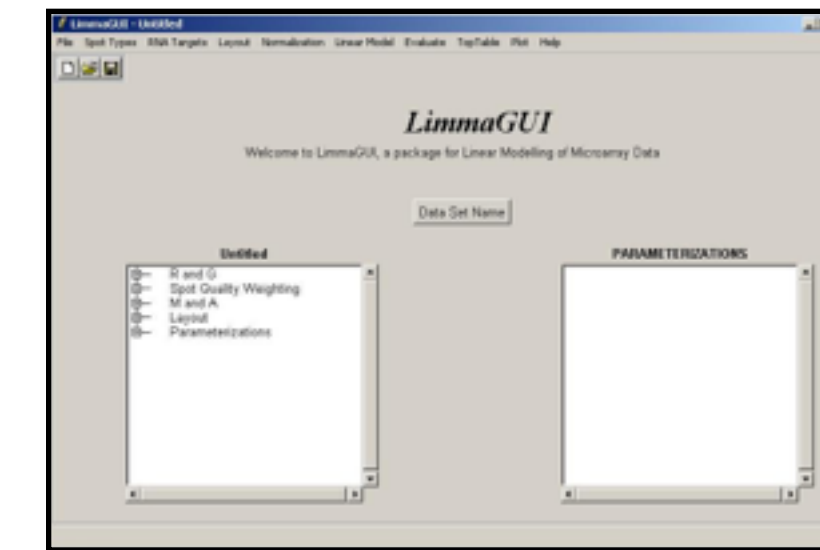 LimmaGUI - Untitled
File Spot Types RNA Targets Layout Normalization Linear Model Evaluate TopTable Plot Help
LimmaGUI
Welcome to LimmaGUI, a package for Linear Modelling of Microarray Data
Data Set Name
Untitled
PARAMETERIZATIONS
R and G
Spot Quality Weighting
M and A
Layout
Parameterizations